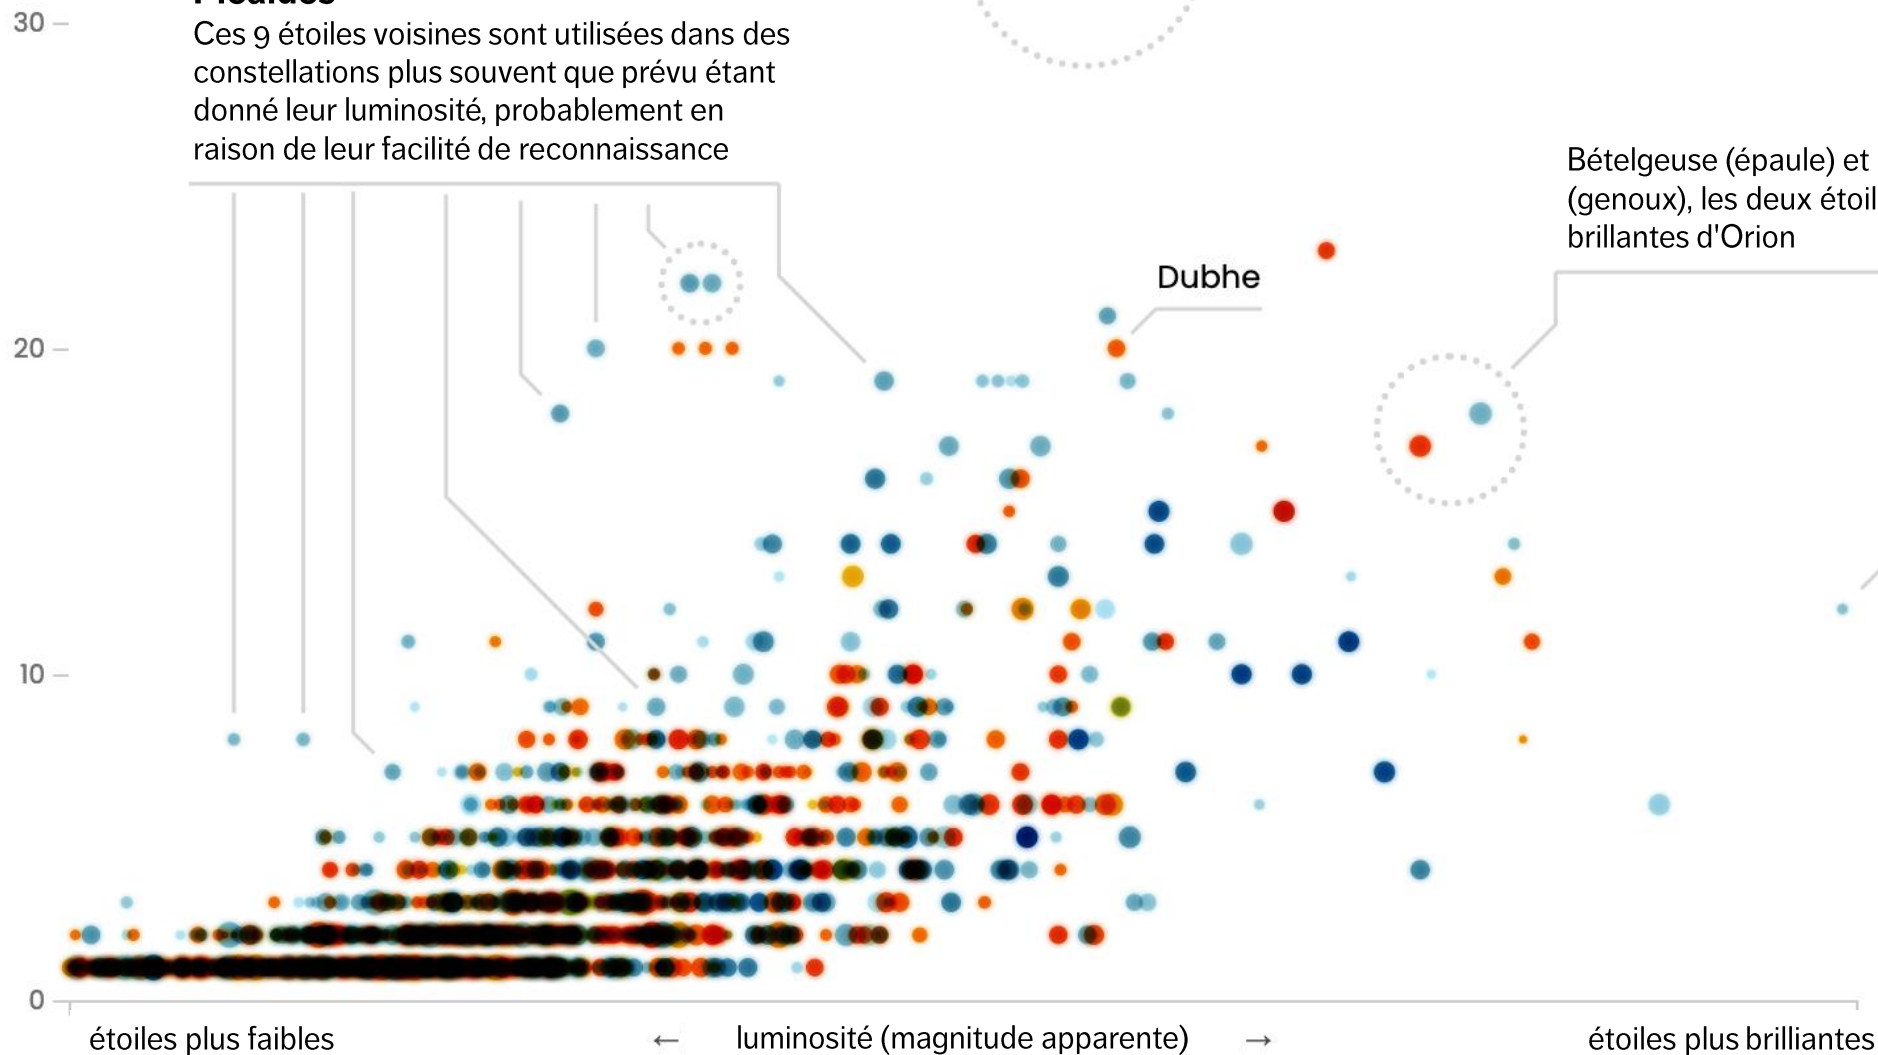 30
Ces 9 étoiles voisines sont utilisées dans des
constellations plus souvent que prévu étant
donné leur luminosité, probablement en
raison de leur facilité de reconnaissance
Bételgeuse (épaule) et
(genoux), les deux étoil
brillantes d'Orion
Dubhe
20
10
0
étoiles plus faibles
← luminosité (magnitude apparente) →
étoiles plus brilliantes